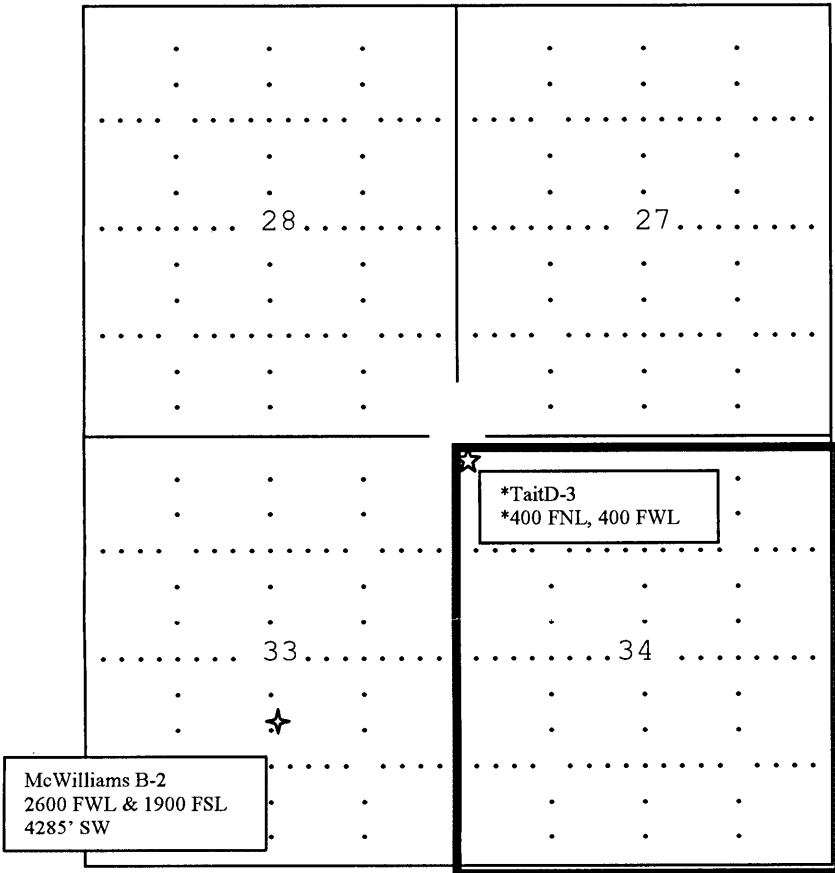 28
27
*TaitD-3
*400 FNL, 400 FWL
33
34
McWilliams B-2
2600 FWL & 1900 FSL
4285' SW